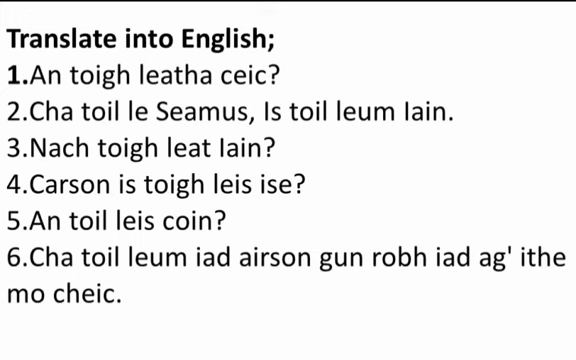 Translate into English;
1.An toigh leatha ceic?
2.Cha toil le Seamus, Is toil leum Iain.
3.Nach toigh leat Iain?
4.Carson is toigh leis ise?
5.An toil leis coin?
6.Cha toil leum iad airson gun robh iad ag' ithe
mo cheic.